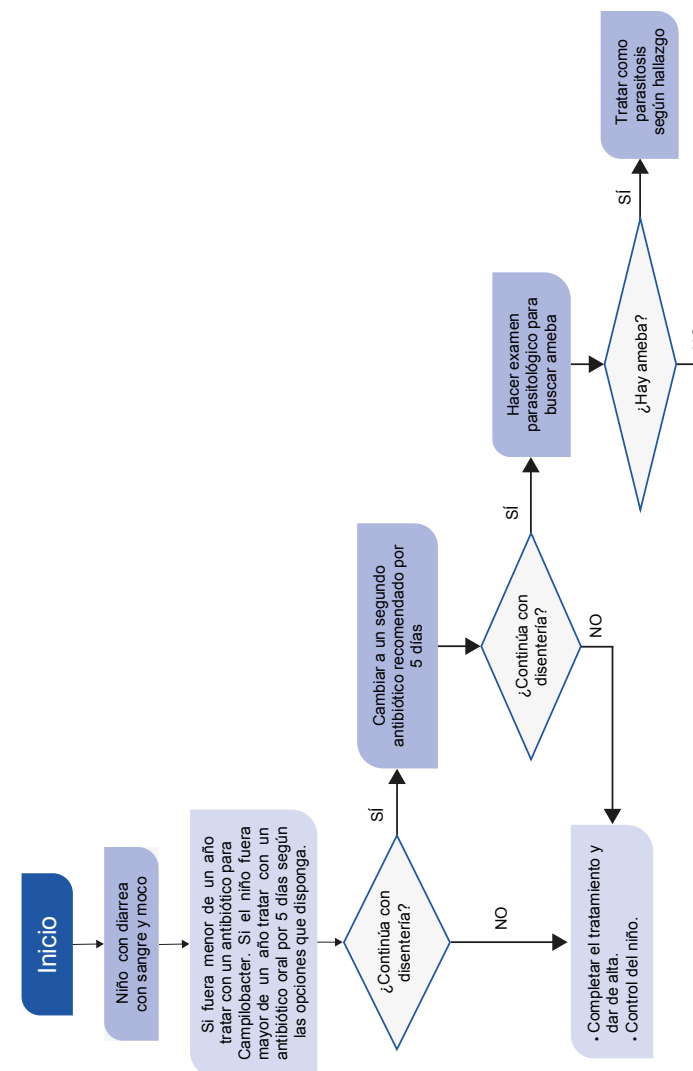 Inicio
Niño con diarrea
con sangre y moco
Si fuera menor de un año
tratar con un antibiótico para
Campilobacter. Si el niño fuera
mayor de un año tratar con un
antibiótico oral por 5 días según
las opciones que disponga.
¿Continúa con
disentería?
SÍ
NO
Cambiar a un segundo
antibiótico recomendado por
5 días
¿Continúa con
disentería?
SÍ
NO
• Completar el tratamiento y
dar de alta.
• Control del niño.
Hacer examen
parasitológico para
buscar ameba
¿Hay ameba?
SÍ
Tratar como
parasitosis
según hallazgo